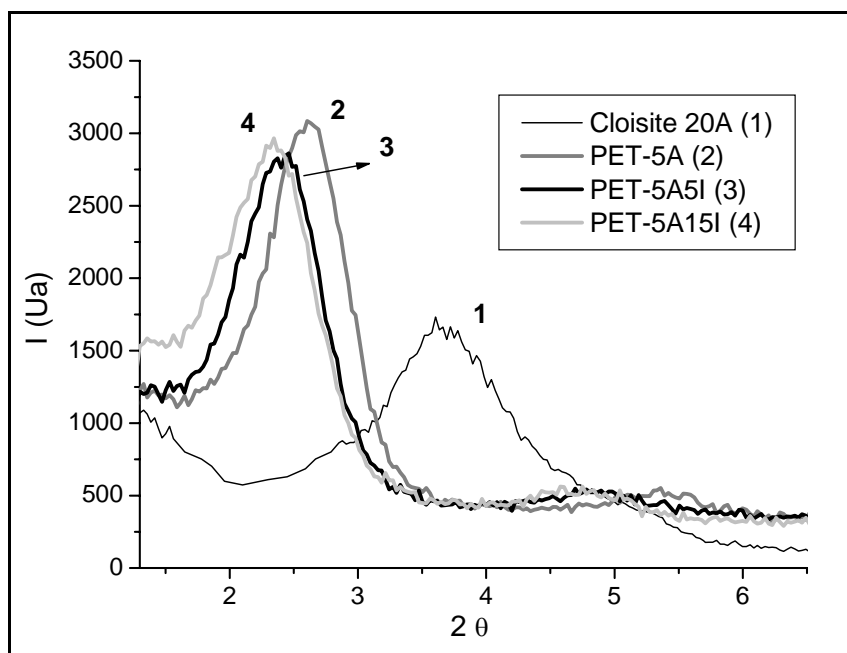 3500
3000
2500
2000
1500
1000
500
0
I (Ua)
4
2
3
1
Cloisite 20A (1)
PET-5A (2)
PET-5A5I (3)
PET-5A15I (4)
2 3 4 5 6
2 θ